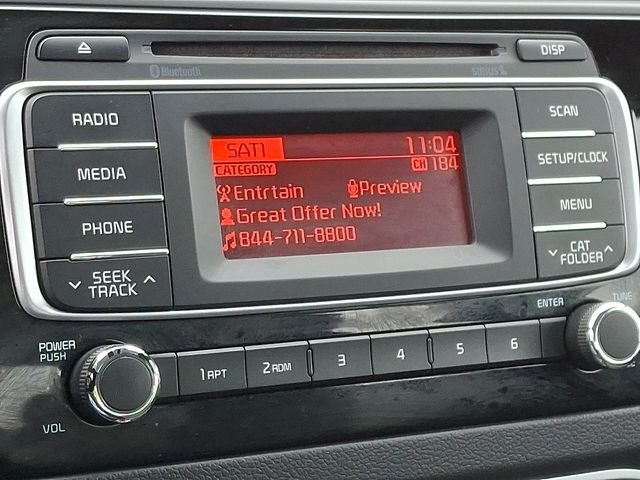 DISP
Bluetooth
SIRIUS
RADIO
MEDIA
PHONE
SEEK
TRACK
SAT1 11:04
CATEGORY CH 184
Entrtain Preview
Great Offer Now!
844-711-8800
SCAN
SETUP/CLOCK
MENU
CAT
FOLDER
POWER
PUSH
VOL
1 RPT
2 RDM
3
4
5
6
ENTER
TUNE